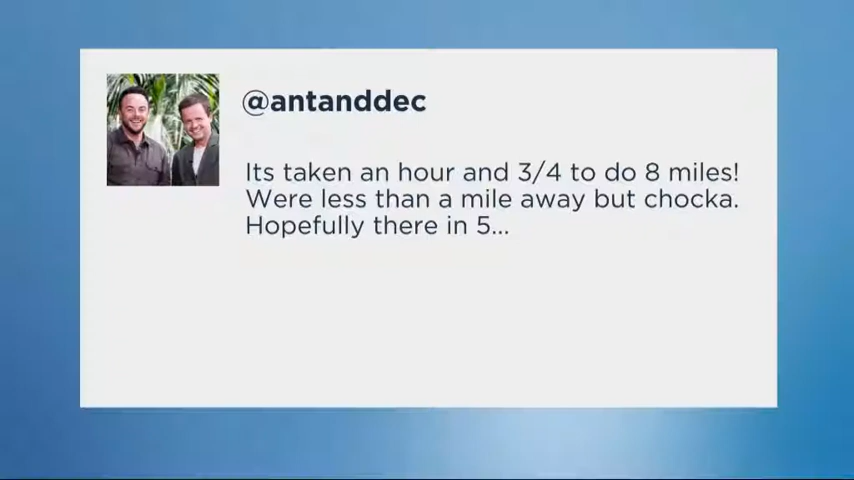 @antanddec
Its taken an hour and 3/4 to do 8 miles!
Were less than a mile away but chocka.
Hopefully there in 5...